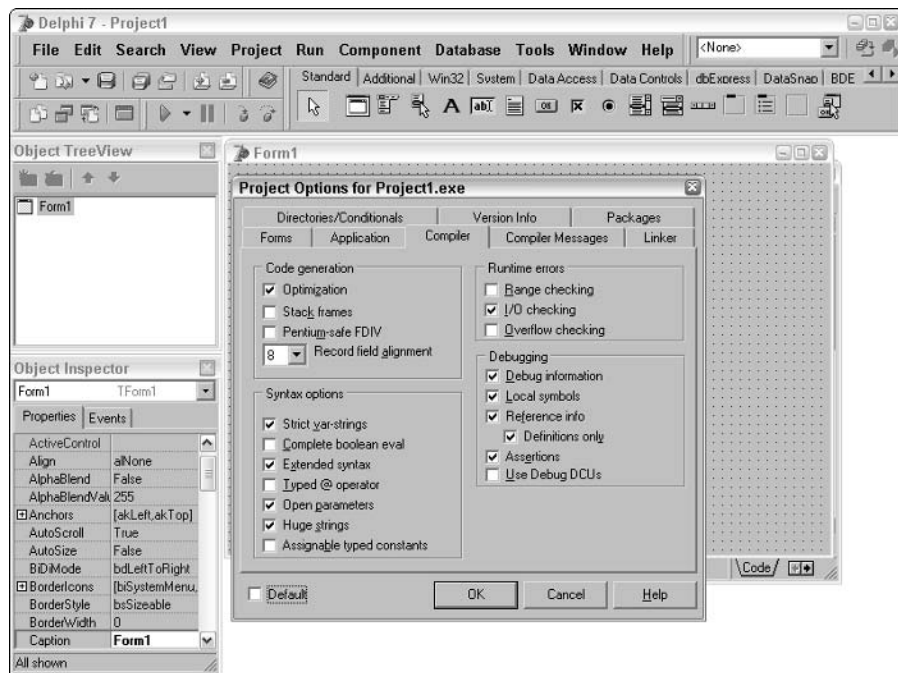 Delphi 7 - Project1
File Edit Search View Project Run Component Database Tools Window Help
<None>
Standard Additional Win32 System Data Access Data Controls dbExpress DataSnap BDE
A
ab
OK
Object TreeView
Form1
Form1
Project Options for Project1.exe
Directories/Conditionals Version Info Packages
Forms Application Compiler Compiler Messages Linker
Code generation
Optimization
Stack frames
Pentium-safe FDIV
8 Record field alignment
Syntax options
Strict var-strings
Complete boolean eval
Extended syntax
Typed @ operator
Open parameters
Huge strings
Assignable typed constants
Runtime errors
Range checking
I/O checking
Overflow checking
Debugging
Debug information
Local symbols
Reference info
Definitions only
Assertions
Use Debug DCUs
Default
OK Cancel Help
Code
Object Inspector
Form1 TForm1
Properties Events
ActiveControl
Align alNone
AlphaBlend False
AlphaBlendValu 255
Anchors [akLeft,akTop]
AutoScroll True
AutoSize False
BiDiMode bdLeftToRight
BorderIcons [biSystemMenu,
BorderStyle bsSizeable
BorderWidth 0
Caption Form1
All shown